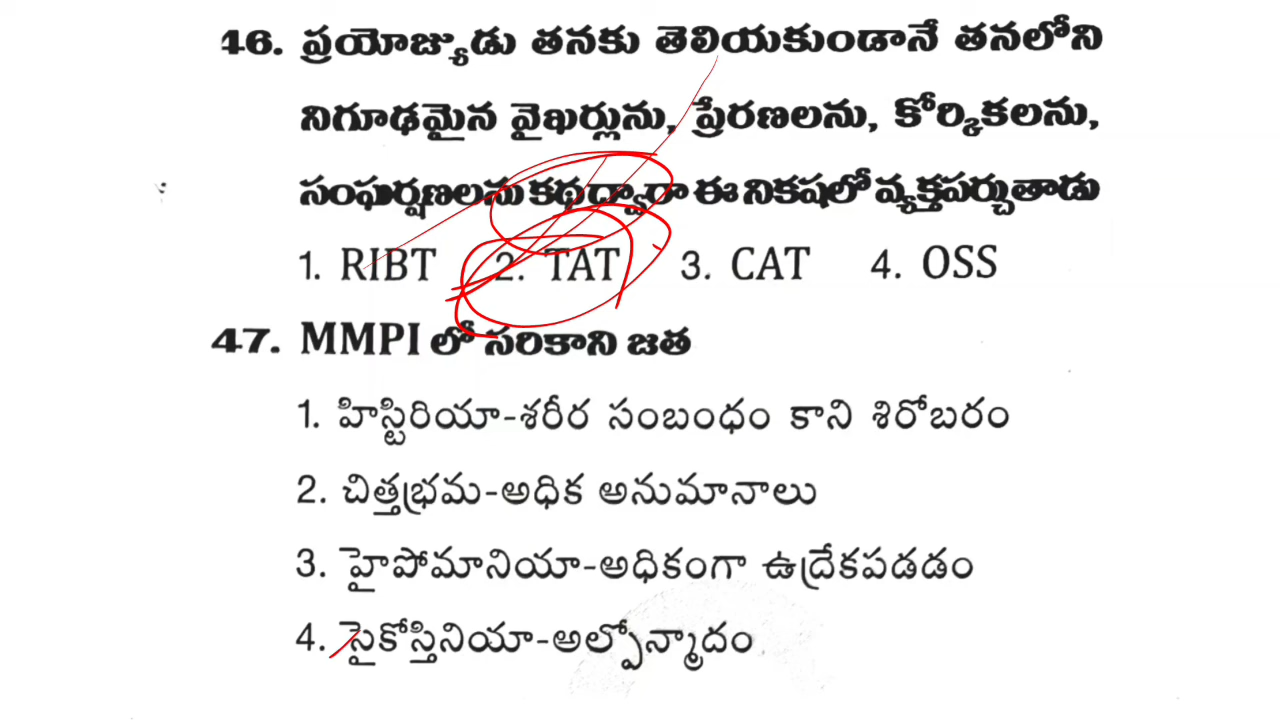 46. ప్రయోజ్యుడు తనకు తెలియకుండానే తనలోని
నిగూఢమైన వైఖర్లును, ప్రేరణలను, కోర్కికలను,
సంఘర్షణలను కథద్వారా ఈ నికషలో వ్యక్తపర్చుతాడు
1. RIBT 2. TAT 3. CAT 4. OSS
47. MMPI లో సరికాని జత
1. హిస్టిరియా-శరీర సంబంధం కాని శిరోబరం
2. చిత్తభ్రమ-అధిక అనుమానాలు
3. హైపోమానియా-అధికంగా ఉద్రేకపడడం
4. సైకోస్తినియా-అల్పోన్మాదం